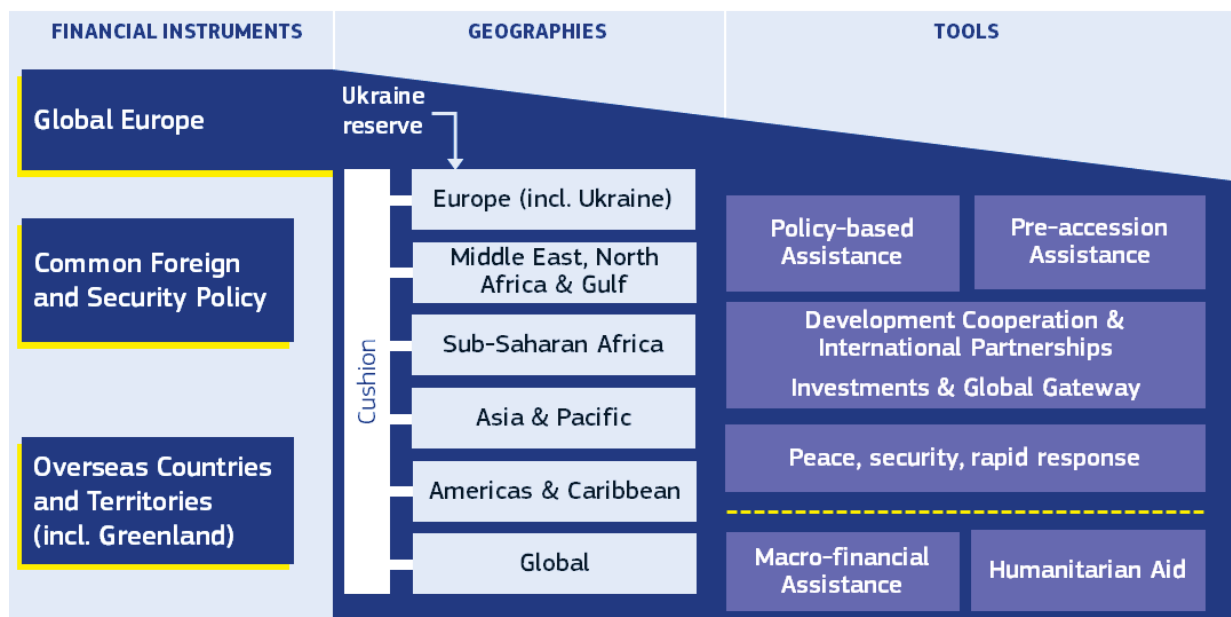 FINANCIAL INSTRUMENTS
GEOGRAPHIES
TOOLS
Global Europe
Common Foreign
and Security Policy
Overseas Countries
and Territories
(incl. Greenland)
Ukraine
reserve
Cushion
Europe (incl. Ukraine)
Middle East, North
Africa & Gulf
Sub-Saharan Africa
Asia & Pacific
Americas & Caribbean
Global
Policy-based
Assistance
Pre-accession
Assistance
Development Cooperation &
International Partnerships
Investments & Global Gateway
Peace, security, rapid response
Macro-financial
Assistance
Humanitarian Aid